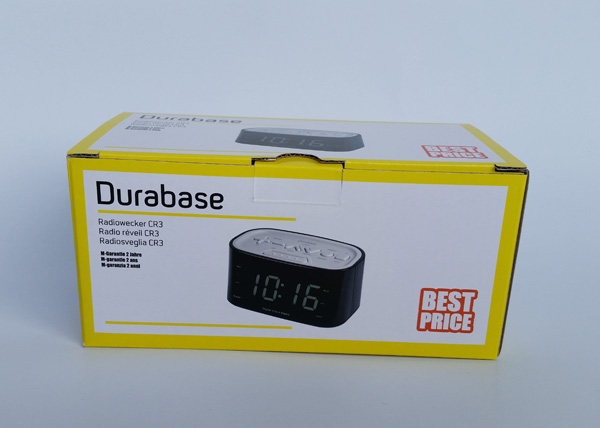 Durabase
10:16
BEST
PRICE
Durabase
Radiowecker CR3
Radio réveil CR3
Radiosveglia CR3
M-Garantie 2 Jahre
M-garantie 2 ans
M-garanzia 2 anni
10:16
BEST
PRICE